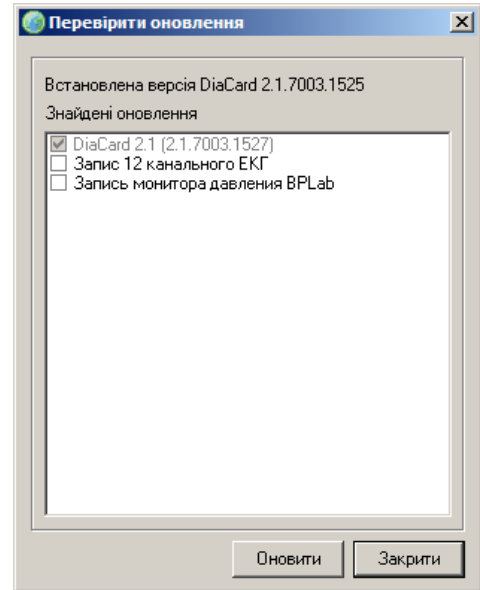 Перевірити оновлення
Встановлена версія DiaCard 2.1.7003.1525
Знайдені оновлення
DiaCard 2.1 (2.1.7003.1527)
Запис 12 канального ЕКГ
Запись монитора давления BPLab
Оновити Закрити